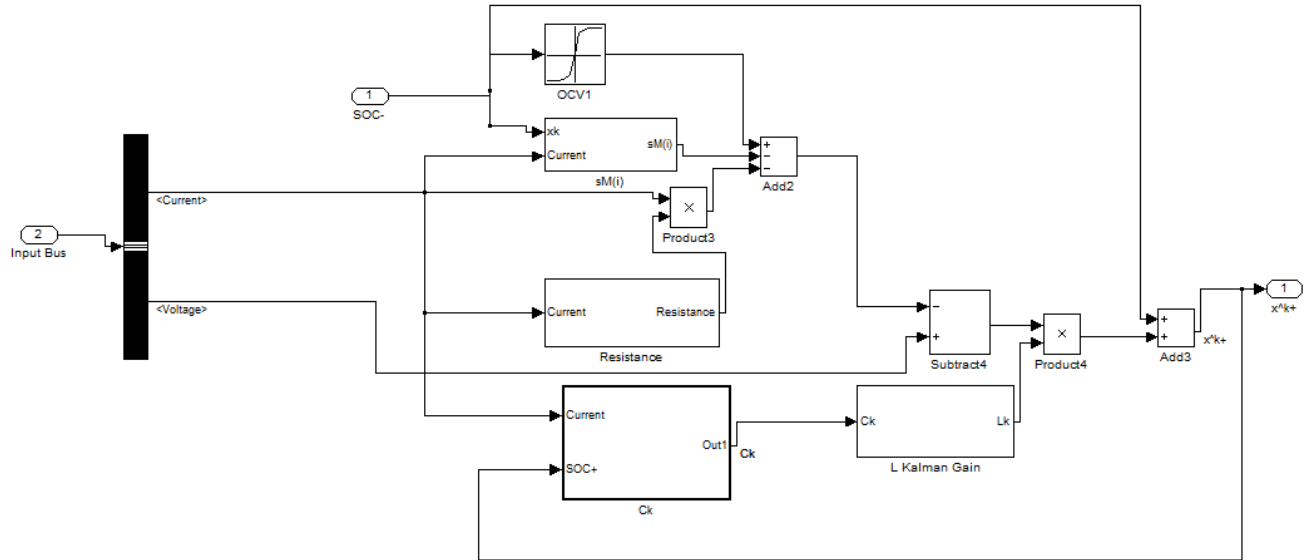 1
SOC-
OCV1
xk
Current
sM(i)
sM(i)
+
−
−
Add2
<Current>
×
Product3
2
Input Bus
<Voltage>
Current
Resistance
Resistance
−
+
Subtract4
×
Product4
+
+
Add3
x^k+
1
x^k+
Current
SOC+
Out1
Ck
Ck
Ck
Lk
L Kalman Gain